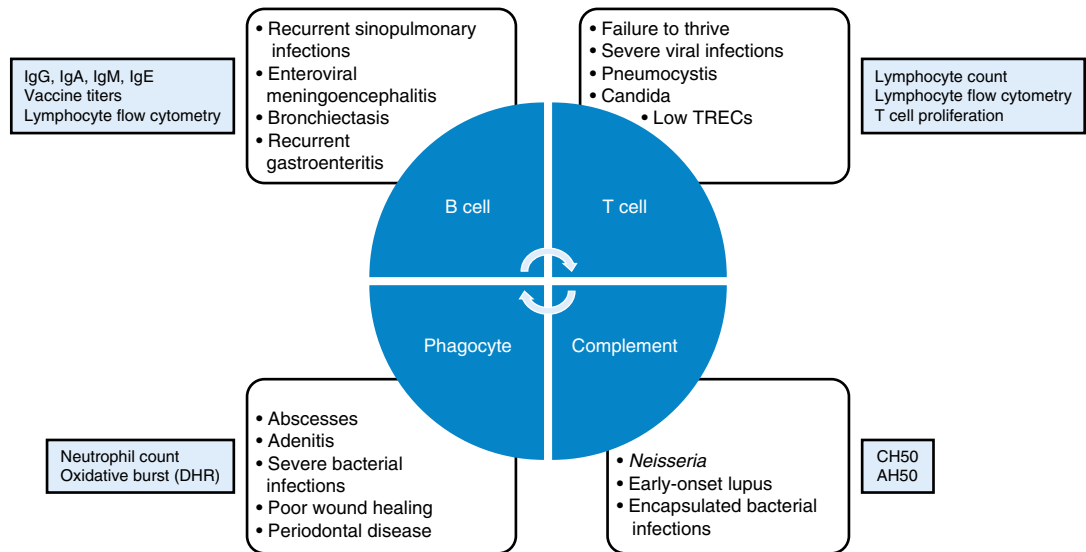 IgG, IgA, IgM, IgE
Vaccine titers
Lymphocyte flow cytometry
• Recurrent sinopulmonary
infections
• Enteroviral
meningoencephalitis
• Bronchiectasis
• Recurrent
gastroenteritis
• Failure to thrive
• Severe viral infections
• Pneumocystis
• Candida
• Low TRECs
Lymphocyte count
Lymphocyte flow cytometry
T cell proliferation
B cell
T cell
Phagocyte
Complement
Neutrophil count
Oxidative burst (DHR)
• Abscesses
• Adenitis
• Severe bacterial
infections
• Poor wound healing
• Periodontal disease
• Neisseria
• Early-onset lupus
• Encapsulated bacterial
infections
CH50
AH50